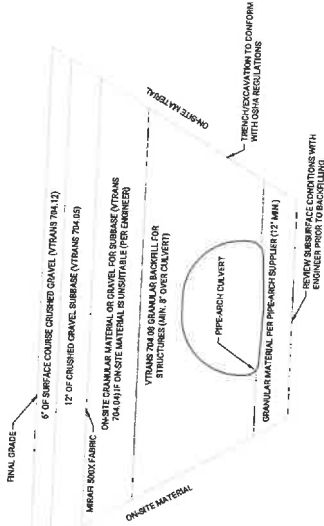 FINAL GRADE
6" OF SURFACE COURSE CRUSHED GRAVEL (VTRANS 704.12)
12" OF CRUSHED GRAVEL SUBBASE (VTRANS 704.05)
MIRAFI 500X FABRIC
ON-SITE GRANULAR MATERIAL OR GRAVEL FOR SUBBASE (VTRANS
704.04) IF ON-SITE MATERIAL IS UNSUITABLE (PER ENGINEER)
VTRANS 704.08 GRANULAR BACKFILL FOR
STRUCTURES (MIN. 8" OVER CULVERT)
ON-SITE MATERIAL
TRENCH/EXCAVATION TO CONFORM
WITH OSHA REGULATIONS
PIPE-ARCH CULVERT
GRANULAR MATERIAL PER PIPE-ARCH SUPPLIER (12" MIN.)
ON-SITE MATERIAL
REVIEW SUBSURFACE CONDITIONS WITH
ENGINEER PRIOR TO BACKFILLING